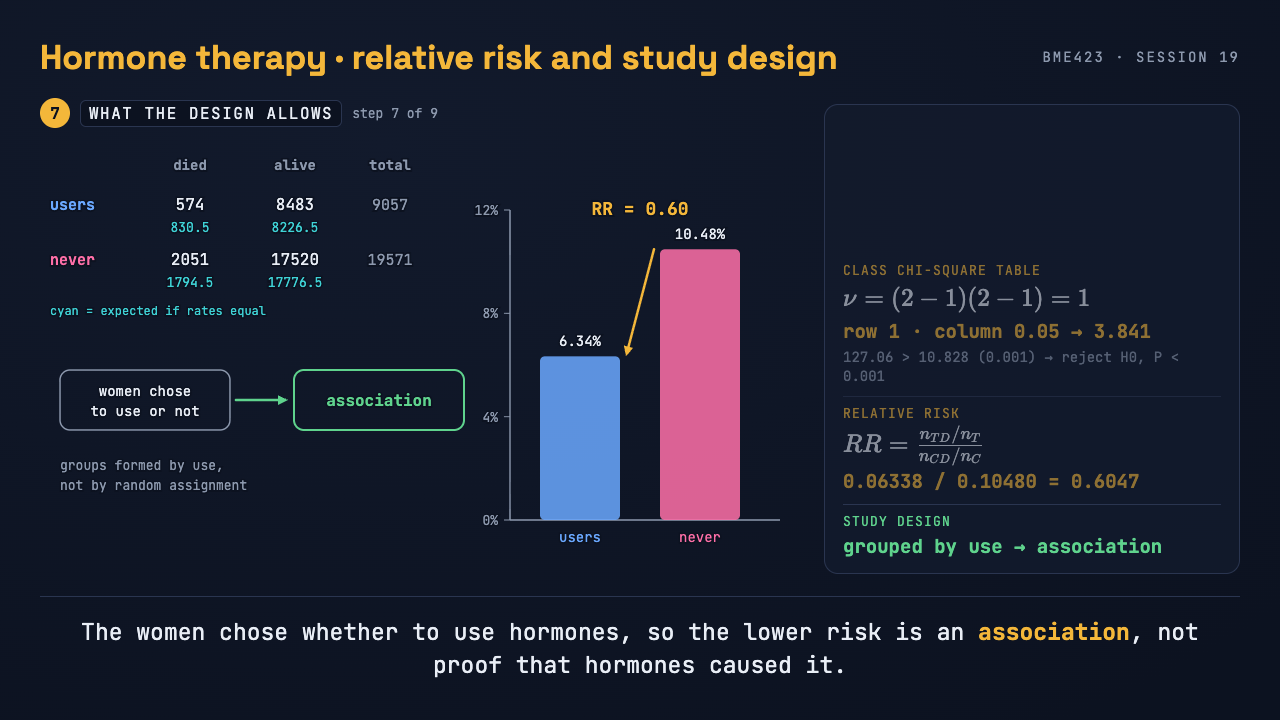 Hormone therapy · relative risk and study design
BME423 · SESSION 19
7 WHAT THE DESIGN ALLOWS step 7 of 9
died alive total
users 574 8483 9057
830.5 8226.5
never 2051 17520 19571
1794.5 17776.5
cyan = expected if rates equal
women chose
to use or not
association
groups formed by use,
not by random assignment
RR = 0.60
12%
8%
4%
0%
6.34%
10.48%
users never
CLASS CHI-SQUARE TABLE
ν = (2 − 1)(2 − 1) = 1
row 1 · column 0.05 → 3.841
127.06 > 10.828 (0.001) → reject H0, P <
0.001
RELATIVE RISK
RR = \frac{n_{TD}/n_T}{n_{CD}/n_C}
0.06338 / 0.10480 = 0.6047
STUDY DESIGN
grouped by use → association
The women chose whether to use hormones, so the lower risk is an association, not
proof that hormones caused it.